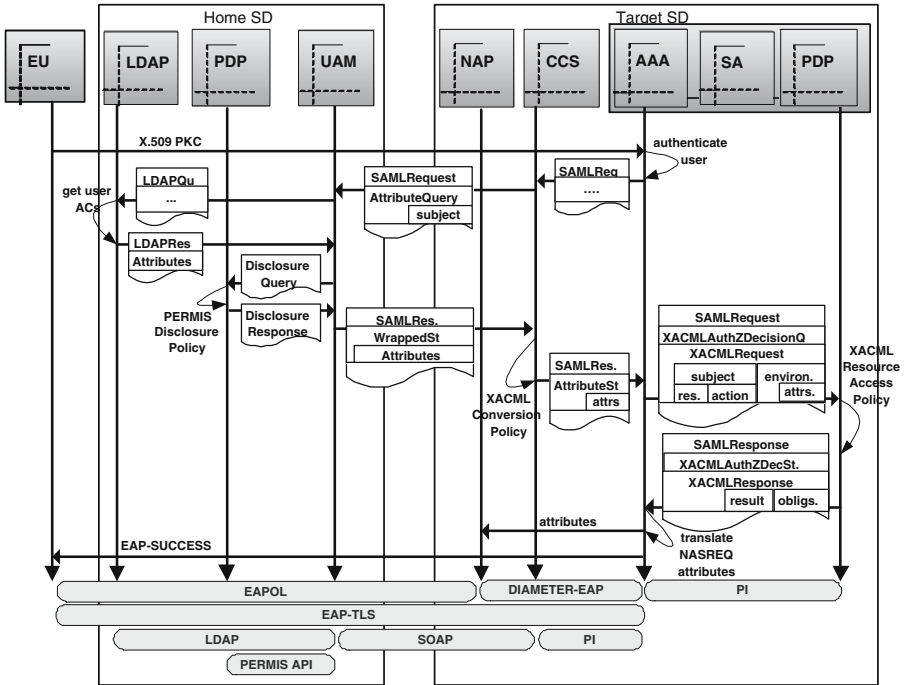 Home SD
Target SD
EU
LDAP
PDP
UAM
NAP
CCS
AAA
SA
PDP
X.509 PKC
authenticate
user
LDAPQu
...
SAMLRequest
AttributeQuery
subject
SAMLReq
....
get user
ACs
LDAPRes
Attributes
Disclosure
Query
PERMIS
Disclosure
Policy
Disclosure
Response
SAMLRes.
WrappedSt
Attributes
XACML
Conversion
Policy
SAMLRes.
AttributeSt
attrs
SAMLRequest
XACMLAuthZDecisionQ
XACMLRequest
subject
res.
action
environ.
attrs.
XACML
Resource
Access
Policy
SAMLResponse
XACMLAuthZDecSt.
XACMLResponse
result
obligs.
attributes
translate
NASREQ
attributes
EAP-SUCCESS
EAPOL
DIAMETER-EAP
PI
EAP-TLS
LDAP
SOAP
PI
PERMIS API